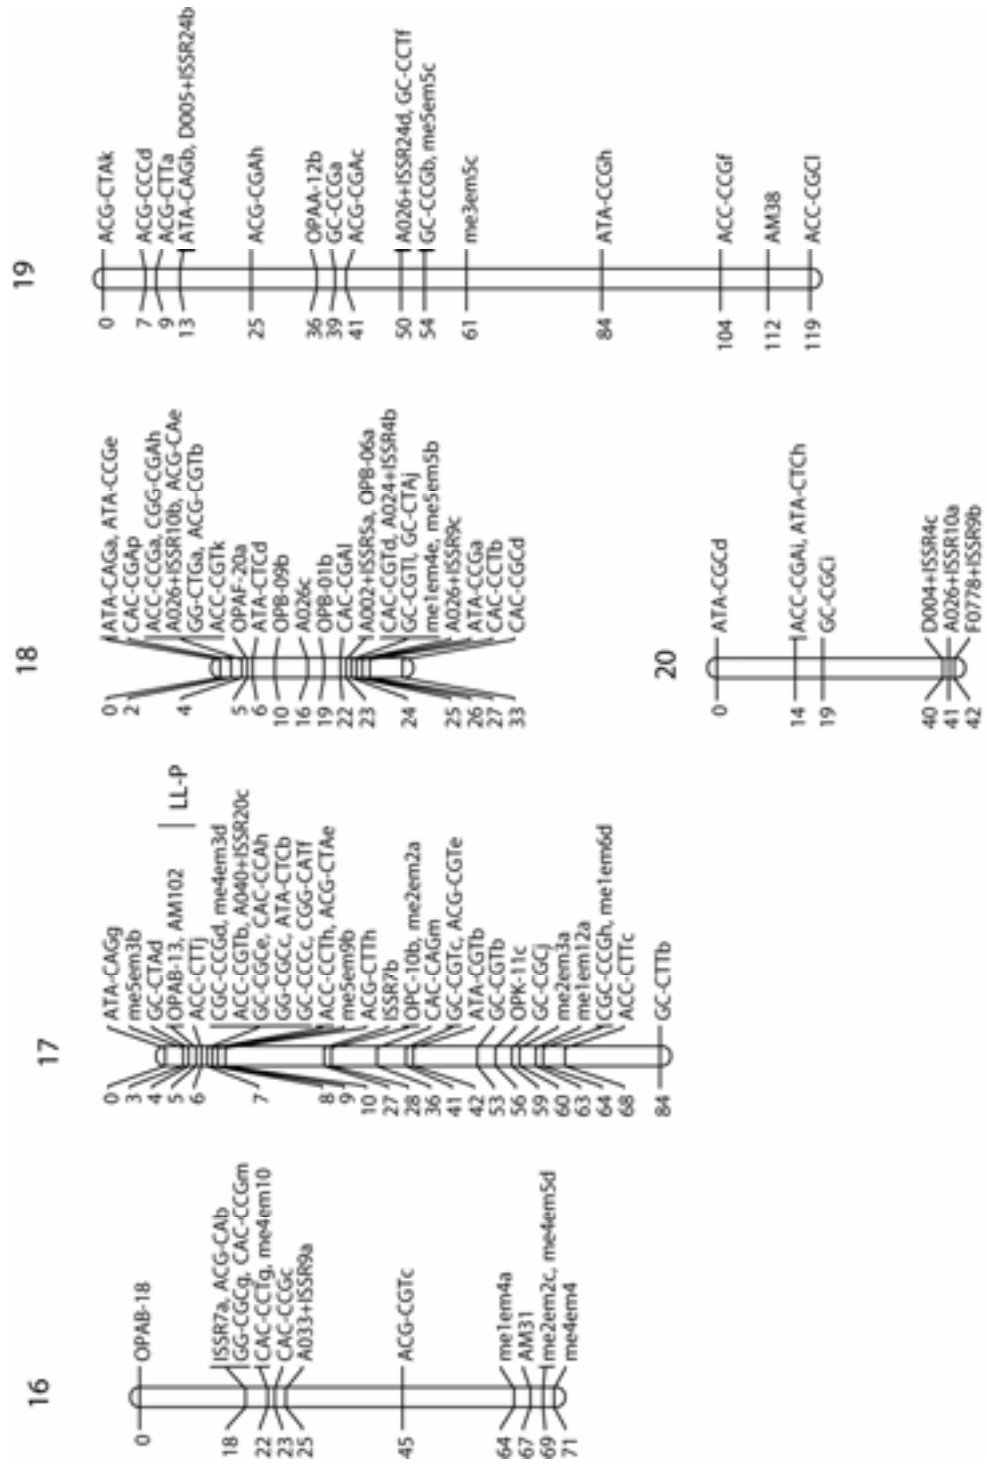 16
0 OPAB-18
ISSR7a, ACG-CAb
18 GG-CGCg, CAC-CCGm
22 CAC-CCTg, me4em10
23 CAC-CCGc
25 A033+ISSR9a
45 ACG-CGTc
64 me1em4a
67 AM31
69 me2em2c, me4em5d
71 me4em4
17
0 ATA-CAGg
3 me5em3b
4 GC-CTAd
5 OPAB-13, AM102
LL-P
6 ACC-CTTj
CGC-CCGd, me4em3d
ACC-CGTb, A040+ISSR20c
7 GC-CGCe, CAC-CCAh
GG-CGCc, ATA-CTCb
GC-CCCc, CGG-CATf
8 ACC-CCTh, ACG-CTAe
9 me5em9b
10 ACG-CTTh
27 ISSR7b
28 OPC-10b, me2em2a
36 CAC-CAGm
41 GC-CGTc, ACG-CGTe
42 ATA-CGTb
53 GC-CGTb
56 OPK-11c
59 GC-CGCj
60 me2em3a
63 me1em12a
64 CGC-CCGh, me1em6d
68 ACC-CTTc
84 GC-CTTb
18
0 ATA-CAGa, ATA-CCGe
2 CAC-CGAp
ACC-CCGa, CGG-CGAh
A026+ISSR10b, ACG-CAe
4 GG-CTGa, ACG-CGTb
ACC-CGTk
5 OPAF-20a
6 ATA-CTCd
10 OPB-09b
16 A026c
19 OPB-01b
22 CAC-CGAl
23 A002+ISSR5a, OPB-06a
CAC-CGTd, A024+ISSR4b
24 GC-CGTl, GC-CTAj
me1em4e, me5em5b
25 A026+ISSR9c
26 ATA-CCGa
27 CAC-CCTb
33 CAC-CGCd
19
0 ACG-CTAk
7 ACG-CCCd
9 ACG-CTTa
13 ATA-CAGb, D005+ISSR24b
25 ACG-CGAh
36 OPAA-12b
39 GC-CCGa
41 ACG-CGAc
50 A026+ISSR24d, GC-CCTf
54 GC-CCGb, me5em5c
61 me3em5c
84 ATA-CCGh
104 ACC-CCGf
112 AM38
119 ACC-CGCl
20
0 ATA-CGCd
14 ACC-CGAi, ATA-CTCh
19 GC-CGCi
40 D004+ISSR4c
41 A026+ISSR10a
42 F0778+ISSR9b